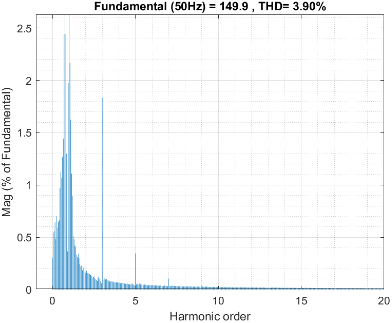 Fundamental (50Hz) = 149.9 , THD= 3.90%
2.5
2
1.5
1
0.5
0
Mag (% of Fundamental)
0 5 10 15 20
Harmonic order